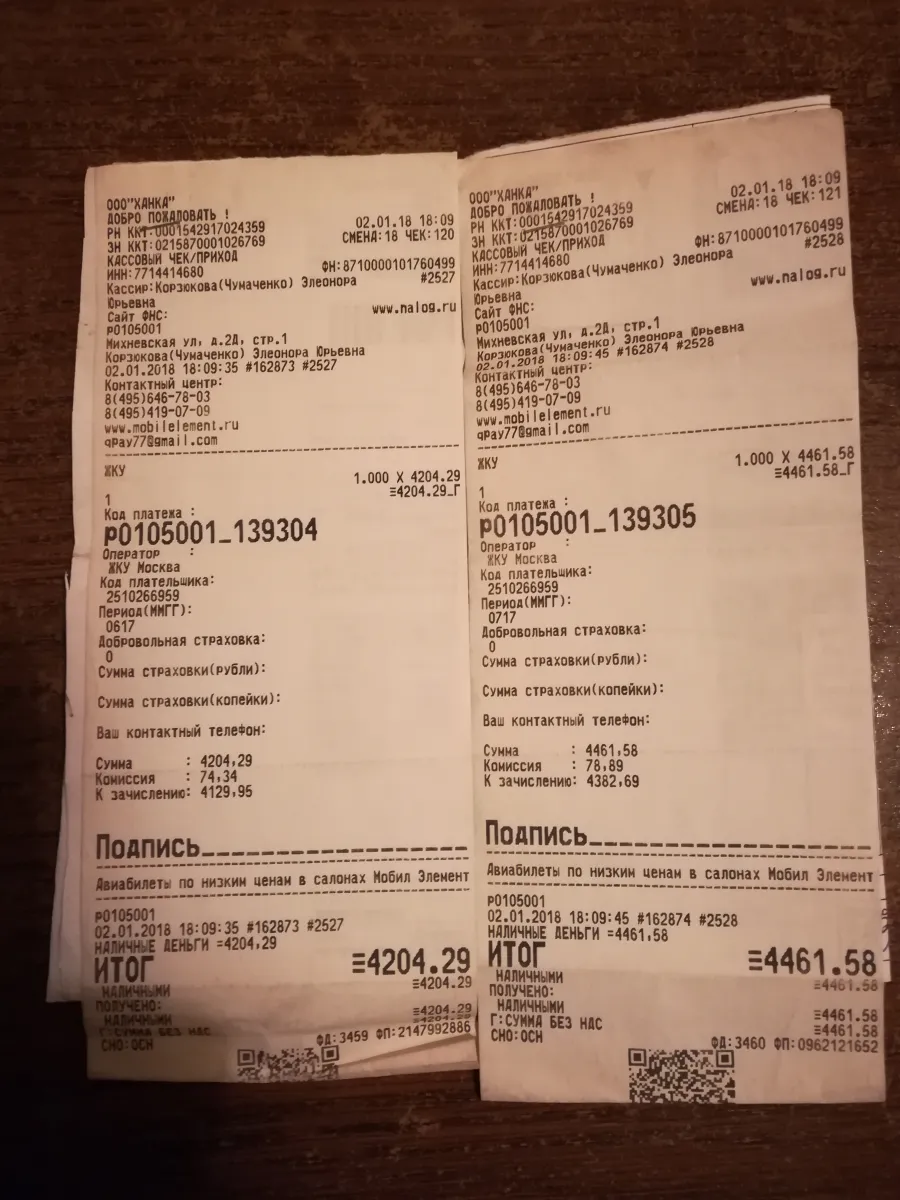 ООО"ХАНКА"
ДОБРО ПОЖАЛОВАТЬ !
РН ККТ:0001542917024359 02.01.18 18:09
ЗН ККТ:0215870001026769 СМЕНА:18 ЧЕК:120
КАССОВЫЙ ЧЕК/ПРИХОД
ИНН:7714414680 ФН:8710000101760499
Кассир:Корзюкова(Чумаченко) Элеонора #2527
Юрьевна
Сайт ФНС: www.nalog.ru
P0105001
Михневская ул, д.2Д, стр.1
Корзюкова(Чумаченко) Элеонора Юрьевна
02.01.2018 18:09:35 #162873 #2527
Контактный центр:
8(495)646-78-03
8(495)419-07-09
www.mobilelement.ru
qPay77@gmail.com
ЖКУ
1.000 X 4204.29
1 ≡4204.29_Г
Код платежа :
P0105001_139304
Оператор :
ЖКУ Москва
Код плательшика:
2510266959
Период(ММГГ):
0617
Добровольная страховка:
0
Сумма страховки(рубли):
Сумма страховки(копейки):
Ваш контактный телефон:
Сумма : 4204,29
Комиссия : 74,34
К зачислению: 4129,95
Подпись_______________
Авиабилеты по низким ценам в салонах Мобил Элемент
P0105001
02.01.2018 18:09:35 #162873 #2527
НАЛИЧНЫЕ ДЕНЬГИ =4204,29
ИТОГ ≡4204.29
НАЛИЧНЫМИ ≡4204.29
ПОЛУЧЕНО:
НАЛИЧНЫМИ ≡4204.29
Г:СУММА БЕЗ НДС ≡4204.29
СНО:ОСН ФД:3459 ФП:2147992886
ООО"ХАНКА"
ДОБРО ПОЖАЛОВАТЬ !
РН ККТ:0001542917024359 02.01.18 18:09
ЗН ККТ:0215870001026769 СМЕНА:18 ЧЕК:121
КАССОВЫЙ ЧЕК/ПРИХОД
ИНН:7714414680 ФН:8710000101760499
Кассир:Корзюкова(Чумаченко) Элеонора #2528
Юрьевна
Сайт ФНС: www.nalog.ru
P0105001
Михневская ул, д.2Д, стр.1
Корзюкова(Чумаченко) Элеонора Юрьевна
02.01.2018 18:09:45 #162874 #2528
Контактный центр:
8(495)646-78-03
8(495)419-07-09
www.mobilelement.ru
qPay77@gmail.com
ЖКУ
1.000 X 4461.58
1 ≡4461.58_Г
Код платежа :
P0105001_139305
Оператор :
ЖКУ Москва
Код плательшика:
2510266959
Период(ММГГ):
0717
Добровольная страховка:
0
Сумма страховки(рубли):
Сумма страховки(копейки):
Ваш контактный телефон:
Сумма : 4461,58
Комиссия : 78,89
К зачислению: 4382,69
Подпись_______________
Авиабилеты по низким ценам в салонах Мобил Элемент
P0105001
02.01.2018 18:09:45 #162874 #2528
НАЛИЧНЫЕ ДЕНЬГИ =4461,58
ИТОГ ≡4461.58
НАЛИЧНЫМИ ≡4461.58
ПОЛУЧЕНО:
НАЛИЧНЫМИ ≡4461.58
Г:СУММА БЕЗ НДС ≡4461.58
СНО:ОСН ФД:3460 ФП:0962121652